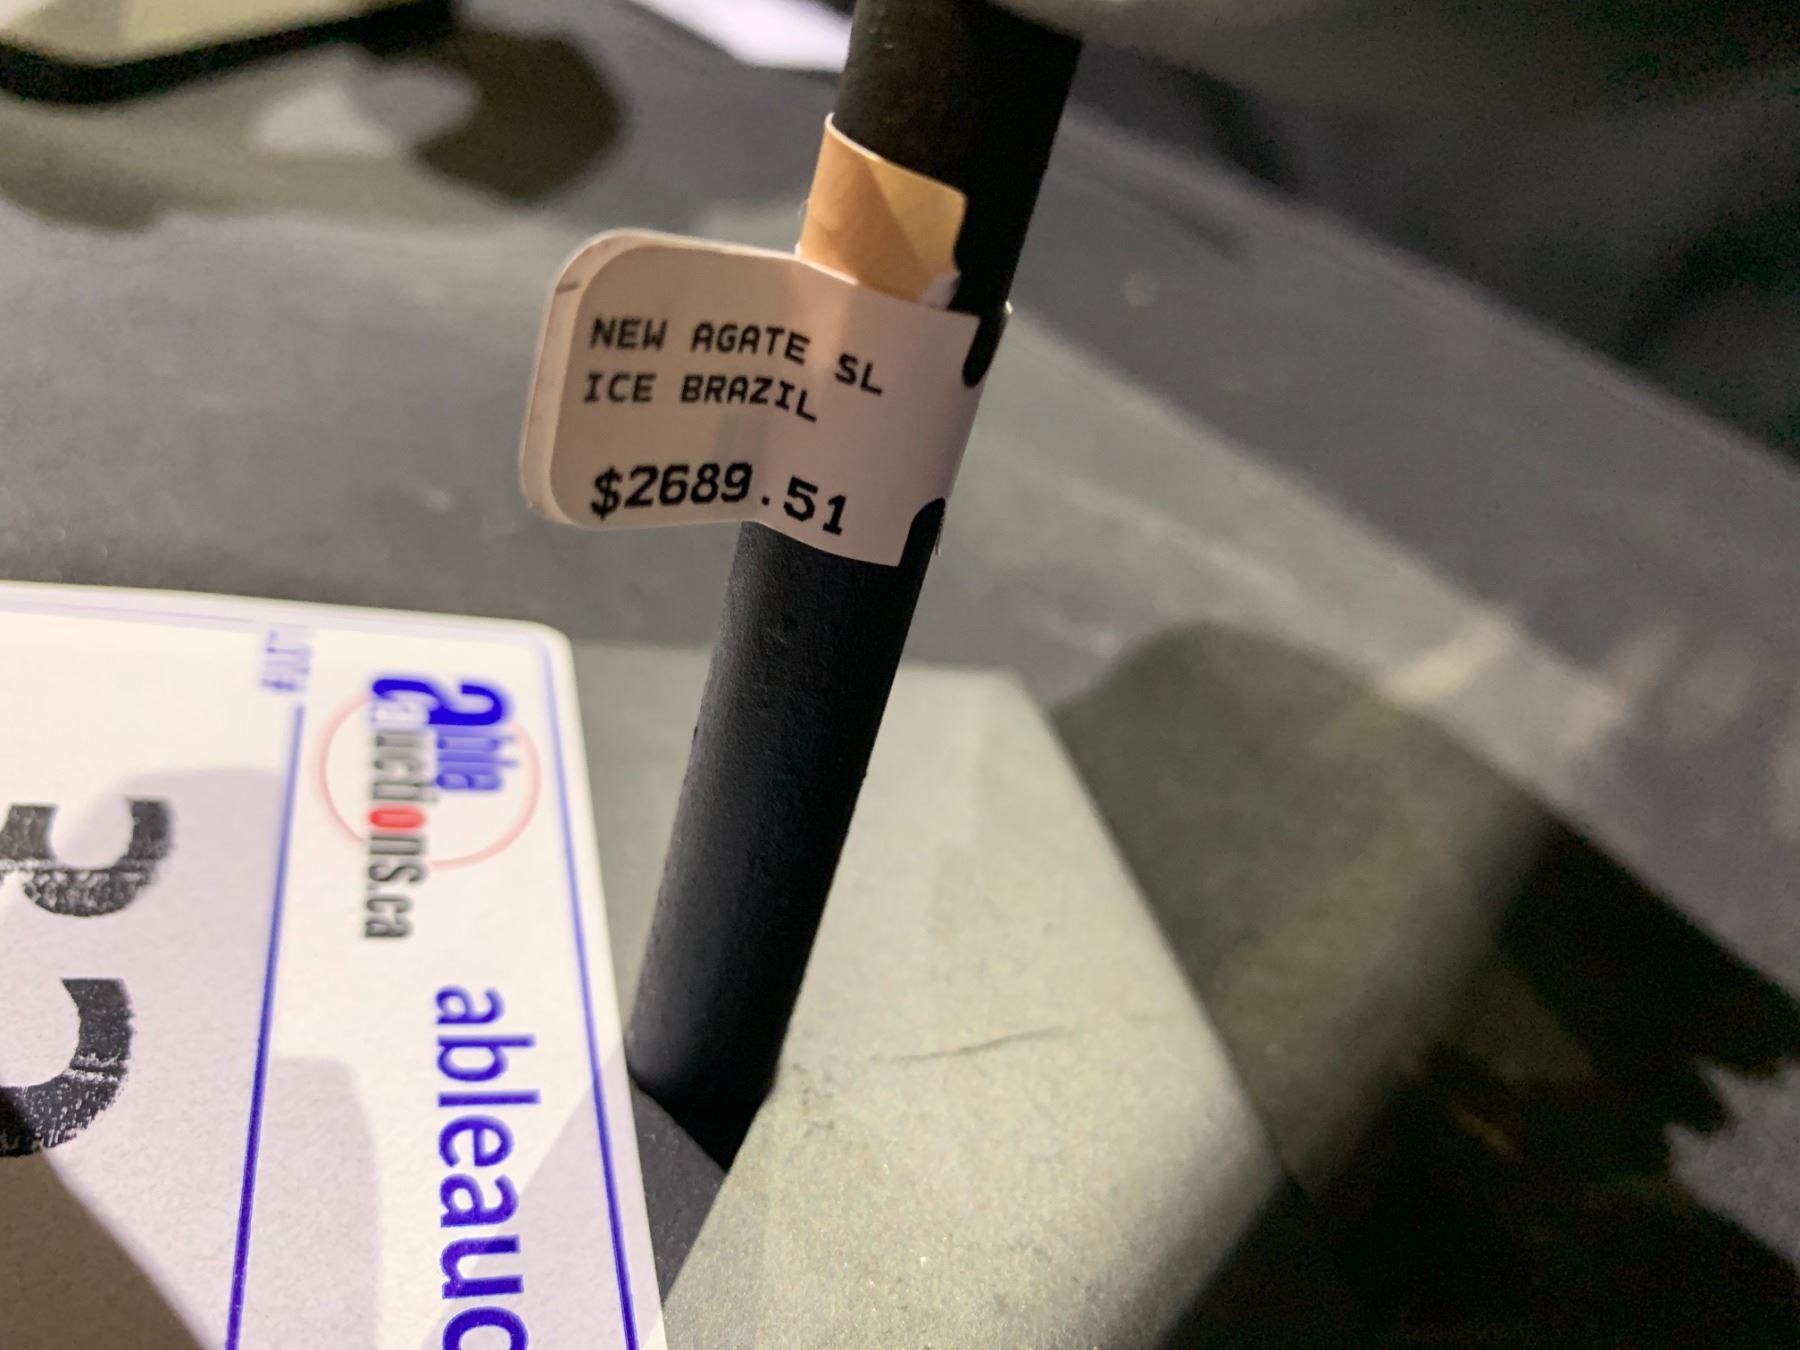 NEW AGATE SL
ICE BRAZIL
$2689.51
able
auctions.ca
ableauc